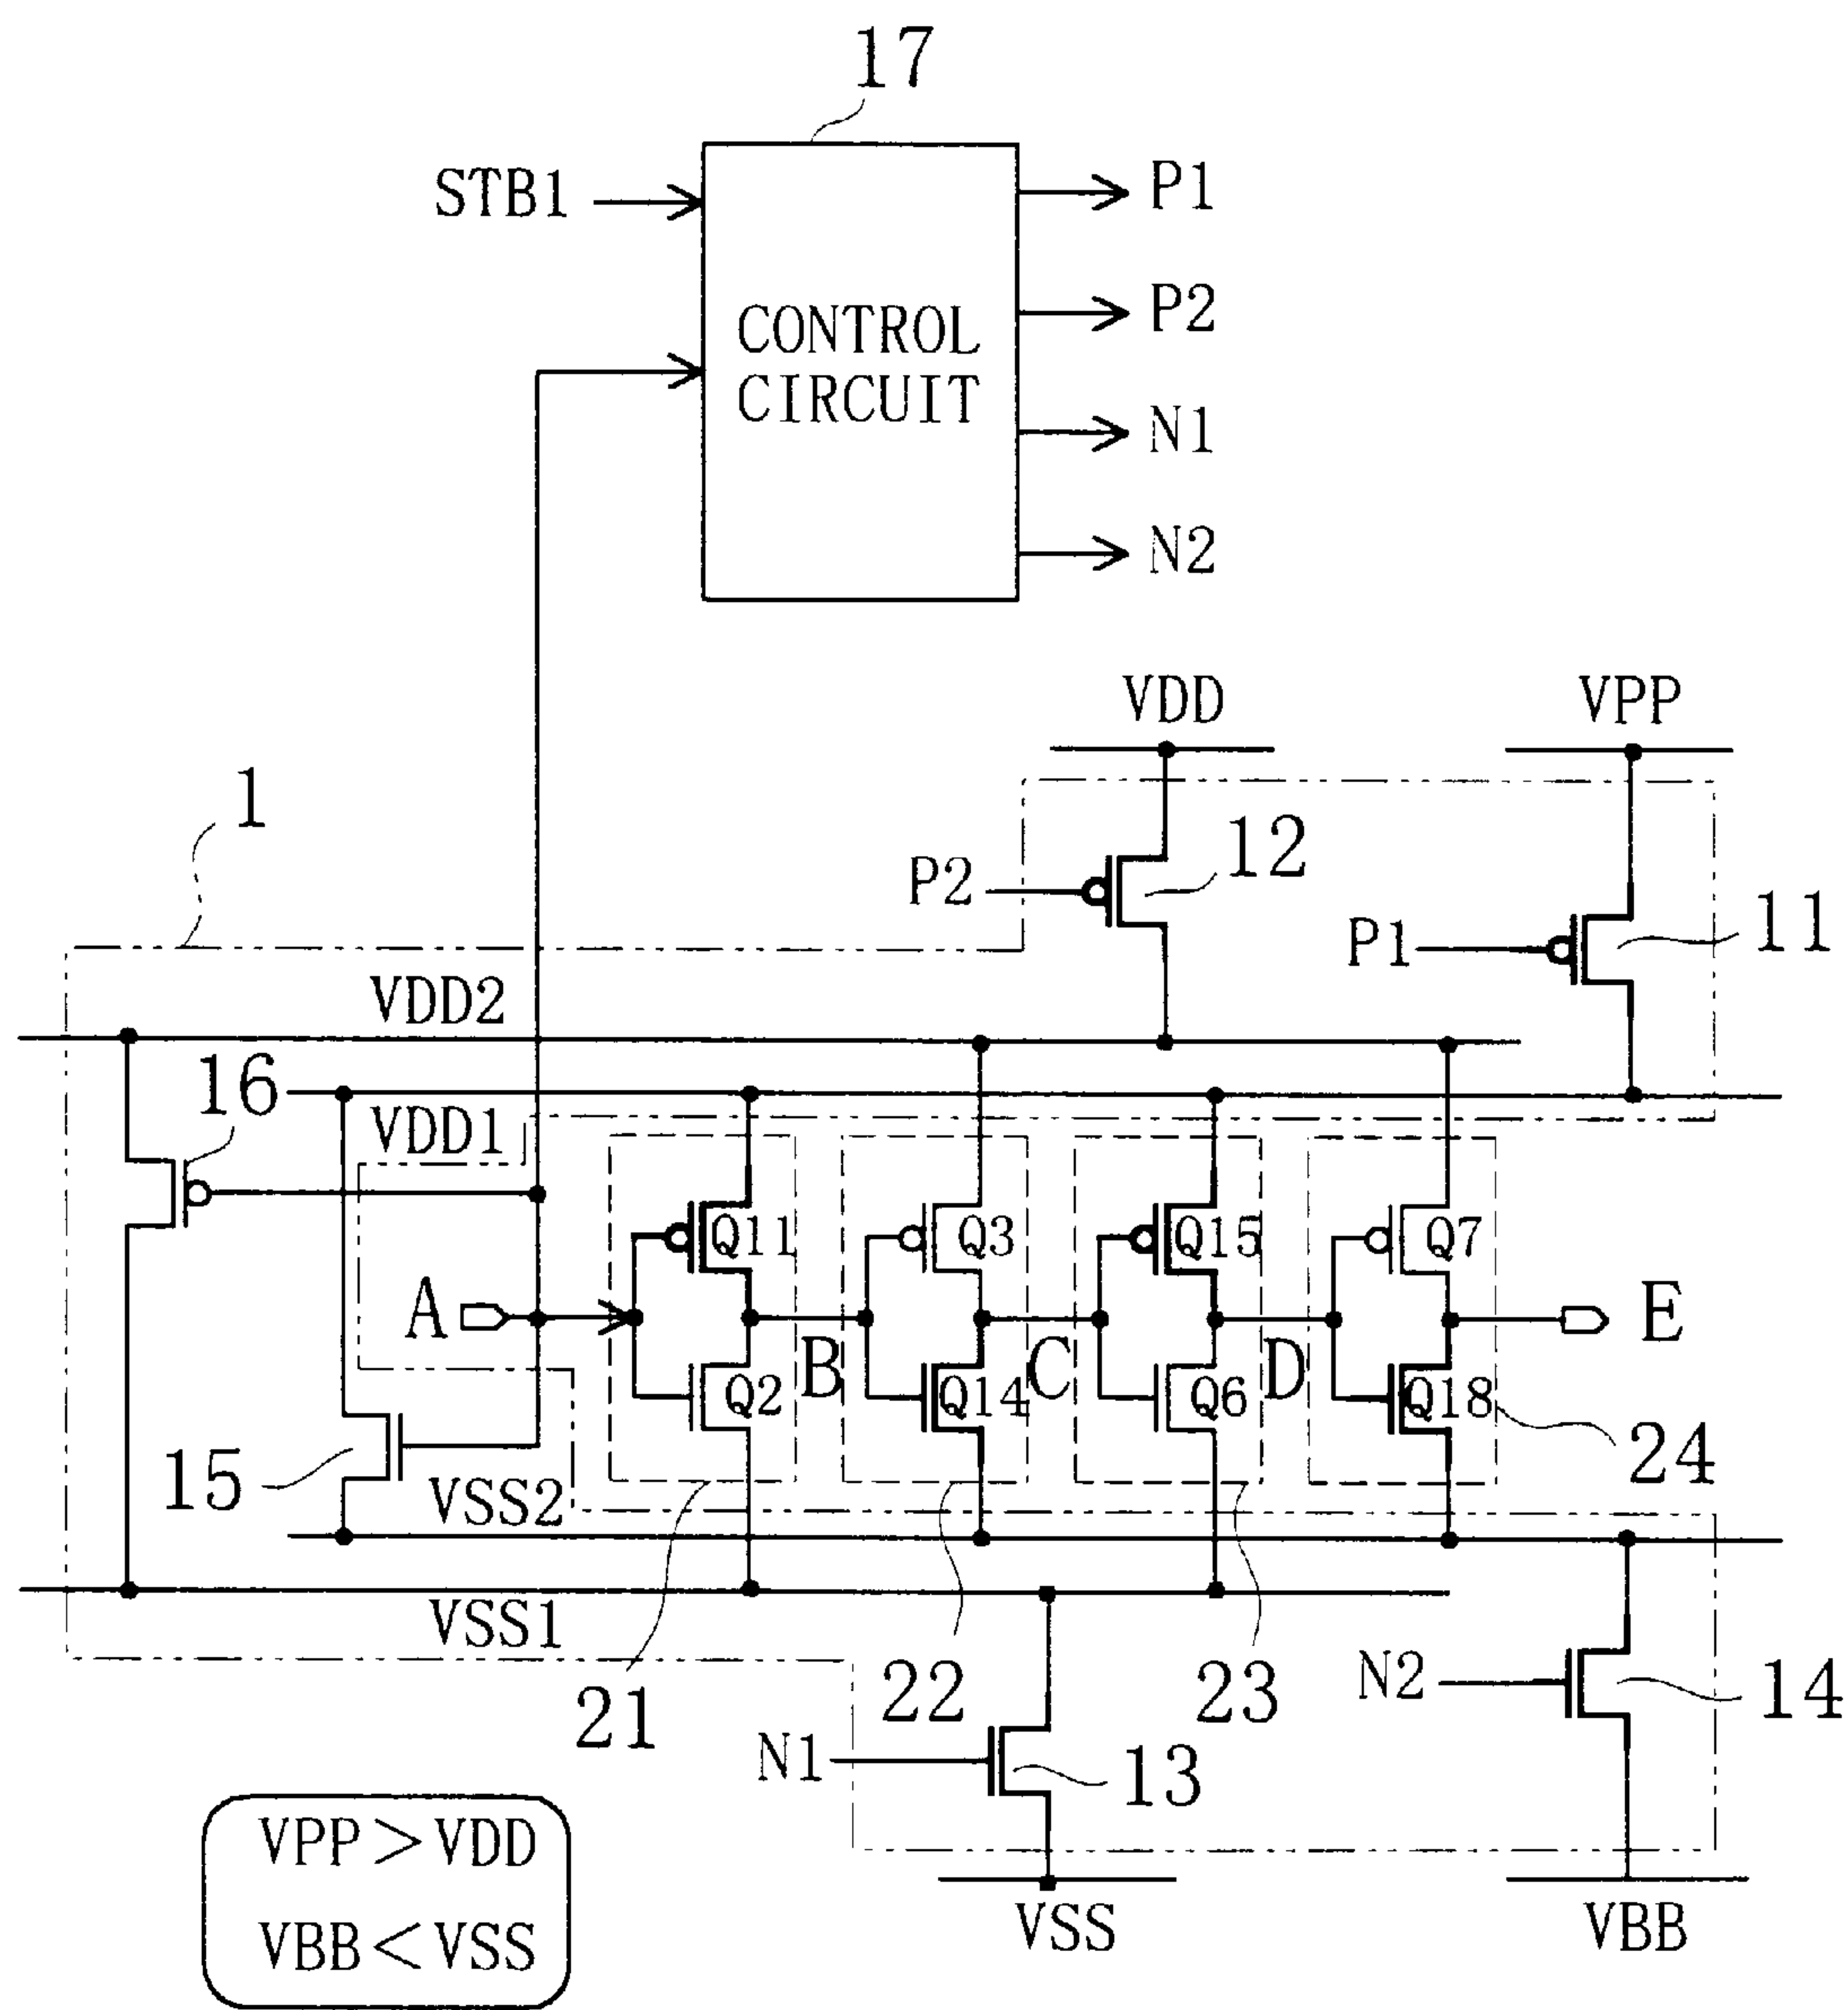 17
STB1
P1
P2
CONTROL
CIRCUIT
N1
N2
VDD
VPP
1
12
P2
11
P1
VDD2
16
VDD1
Q11
Q3
Q15
Q7
A
E
B
C
D
Q2
Q14
Q6
Q18
15
24
VSS2
VSS1
21
22
23
N2
14
N1
13
VPP>VDD
VBB<VSS
VSS
VBB